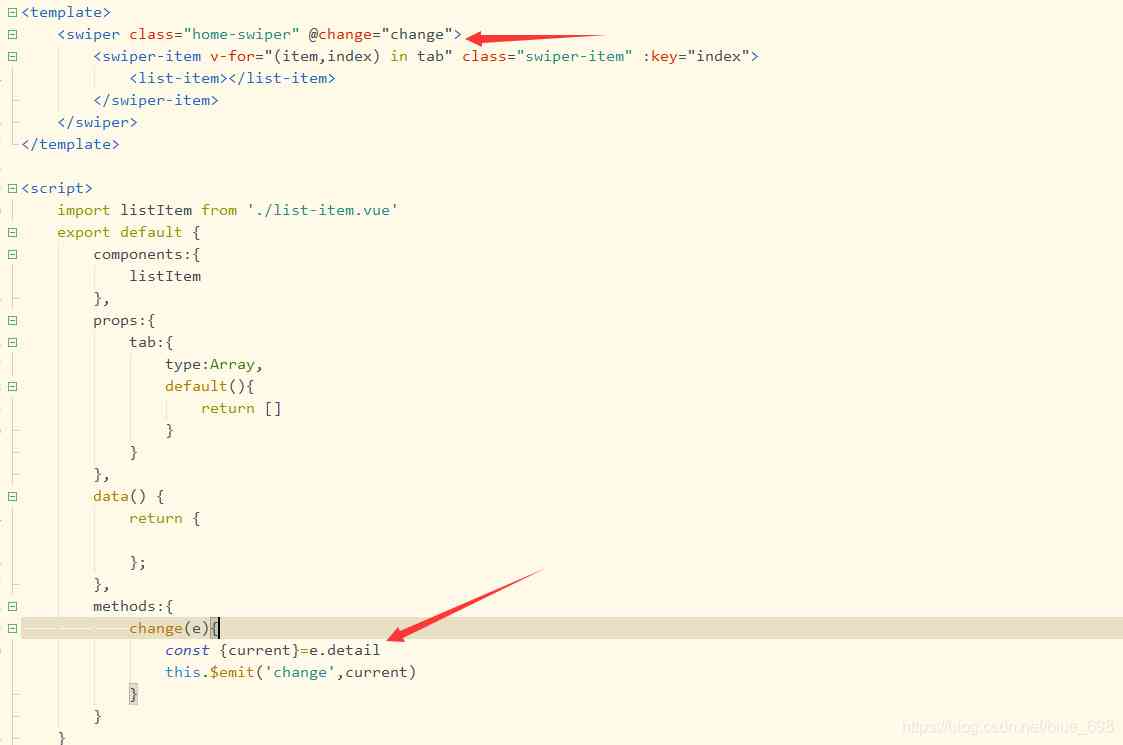 <template>
    <swiper class="home-swiper" @change="change">
        <swiper-item v-for="(item,index) in tab" class="swiper-item" :key="index">
            <list-item></list-item>
        </swiper-item>
    </swiper>
</template>
<script>
    import listItem from './list-item.vue'
    export default {
        components:{
            listItem
        },
        props:{
            tab:{
                type:Array,
                default(){
                    return []
                }
            }
        },
        data() {
            return {
            };
        },
        methods:{
            change(e){
                const {current}=e.detail
                this.$emit('change',current)
            }
        }
    }
https://blog.csdn.net/blue_698